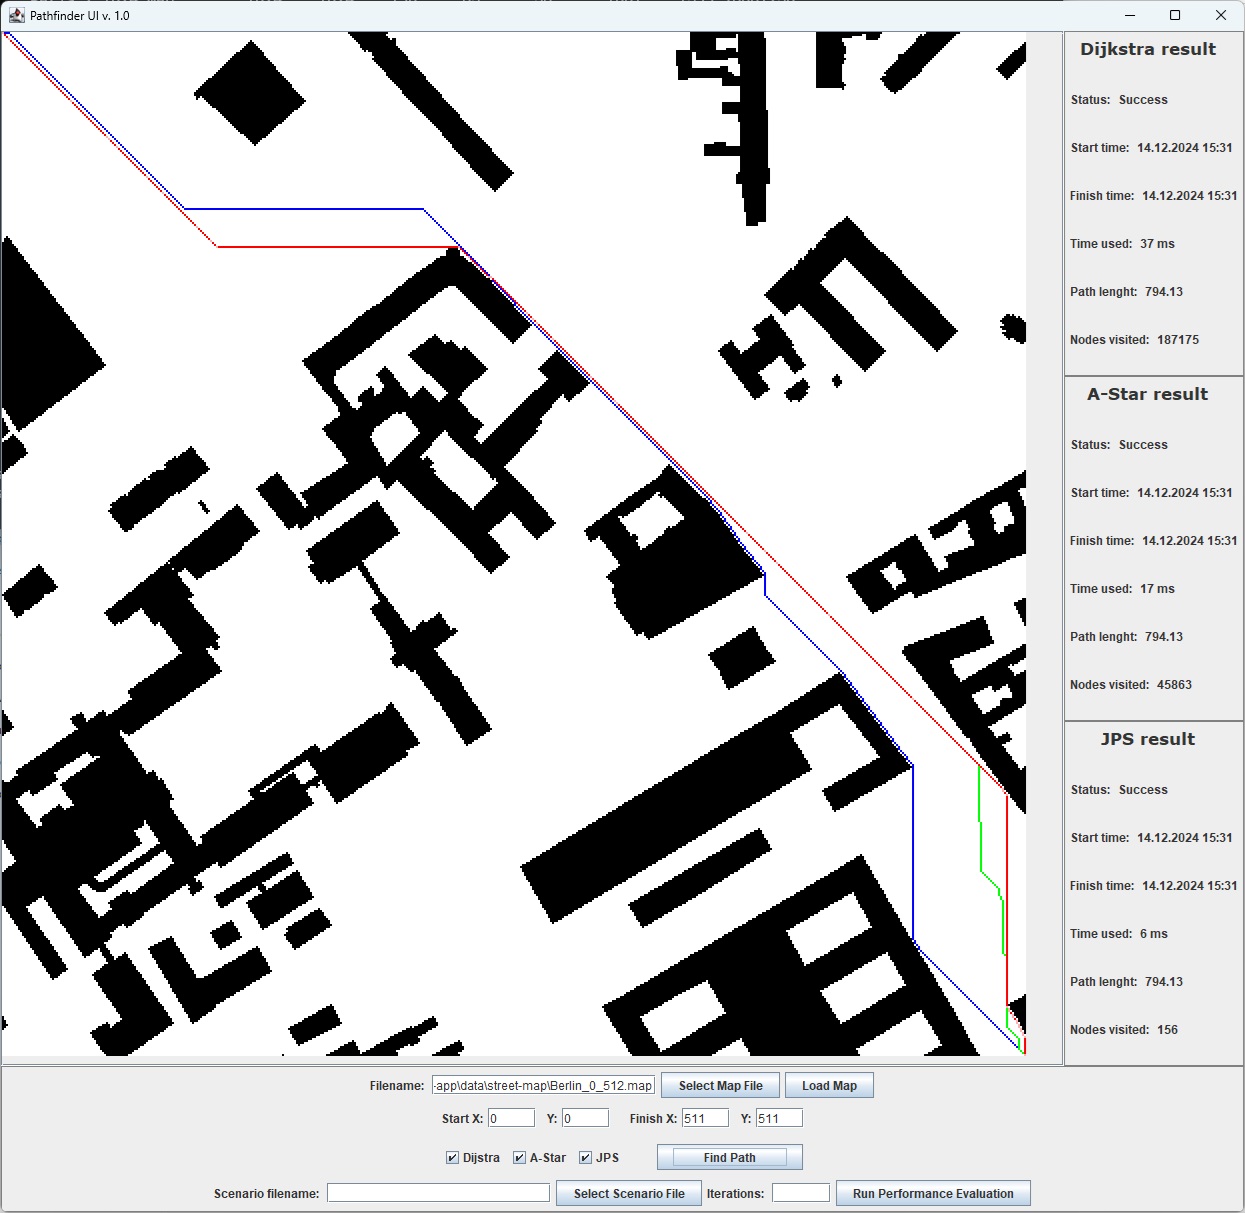 Pathfinder UI v. 1.0
Dijkstra result
Status: Success
Start time: 14.12.2024 15:31
Finish time: 14.12.2024 15:31
Time used: 37 ms
Path lenght: 794.13
Nodes visited: 187175
A-Star result
Status: Success
Start time: 14.12.2024 15:31
Finish time: 14.12.2024 15:31
Time used: 17 ms
Path lenght: 794.13
Nodes visited: 45863
JPS result
Status: Success
Start time: 14.12.2024 15:31
Finish time: 14.12.2024 15:31
Time used: 6 ms
Path lenght: 794.13
Nodes visited: 156
Filename: -app\data\street-map\Berlin_0_512.map Select Map File Load Map
Start X: 0 Y: 0 Finish X: 511 Y: 511
Dijstra A-Star JPS Find Path
Scenario filename: Select Scenario File Iterations: Run Performance Evaluation